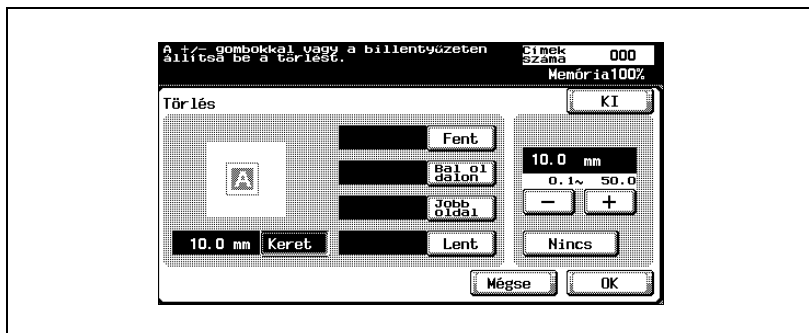 A +/- gombokkal vagy a billentyűzeten
állítsa be a törlést.
Címek
száma
000
Memória100%
Törlés
KI
A
Fent
Bal ol
dalon
Jobb
oldal
10.0 mm
Keret
Lent
10.0 mm
0.1~ 50.0
−
+
Nincs
Mégse
OK